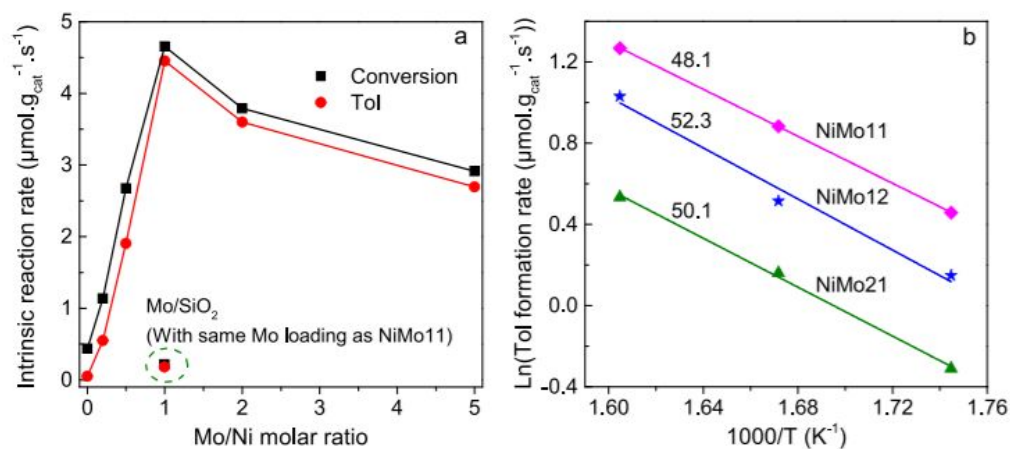 a
Intrinsic reaction rate (μmol.g_cat⁻¹.s⁻¹)
5
4
3
2
1
0
Conversion
Tol
Mo/SiO₂
(With same Mo loading as NiMo11)
0 1 2 3 4 5
Mo/Ni molar ratio
b
Ln(Tol formation rate (μmol.g_cat⁻¹.s⁻¹))
1.2
0.8
0.4
0.0
-0.4
48.1
NiMo11
52.3
NiMo12
50.1
NiMo21
1.60 1.64 1.68 1.72 1.76
1000/T (K⁻¹)